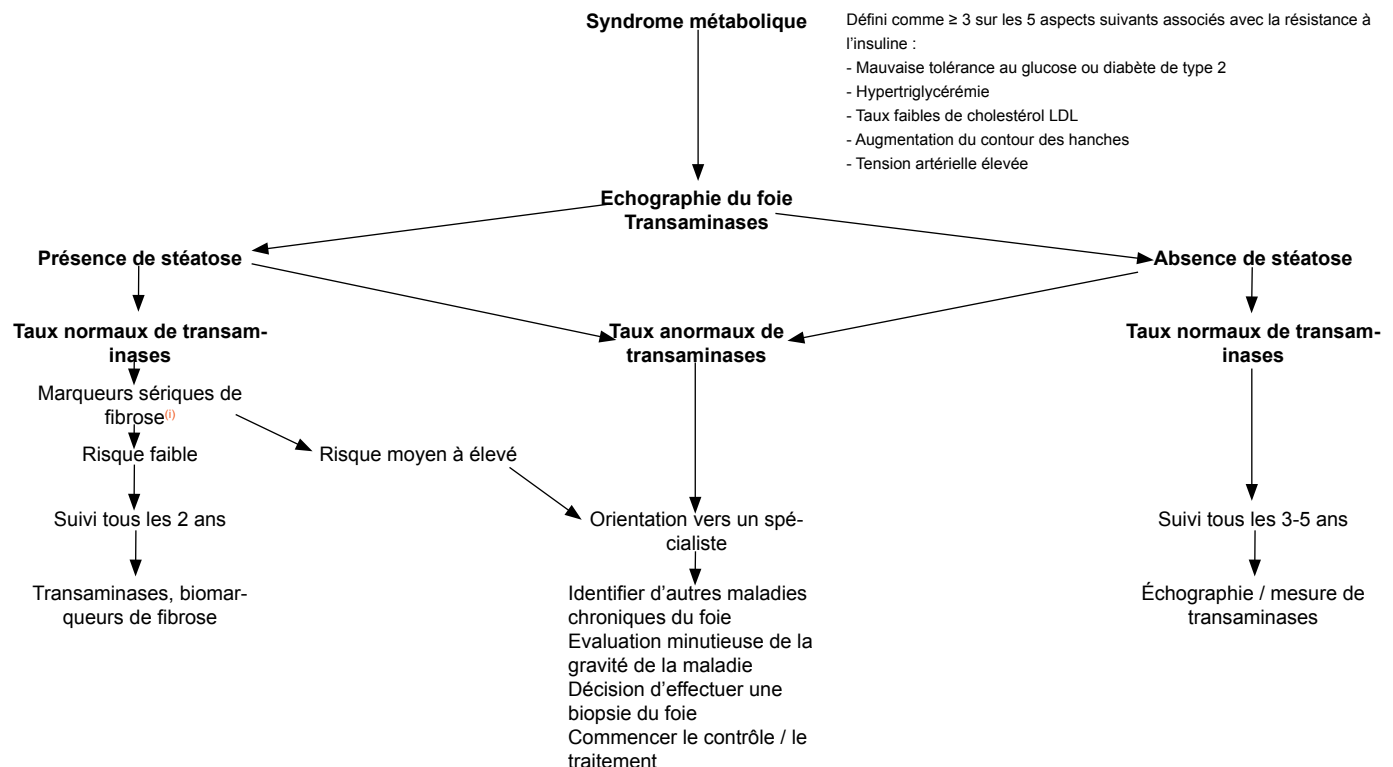 Syndrome métabolique
Défini comme ≥ 3 sur les 5 aspects suivants associés avec la résistance à
l’insuline :
- Mauvaise tolérance au glucose ou diabète de type 2
- Hypertriglycérémie
- Taux faibles de cholestérol LDL
- Augmentation du contour des hanches
- Tension artérielle élevée
Echographie du foie
Transaminases
Présence de stéatose
Absence de stéatose
Taux normaux de transam-
inases
Taux anormaux de
transaminases
Taux normaux de transam-
inases
Marqueurs sériques de
fibrose(i)
Risque faible
Risque moyen à élevé
Suivi tous les 2 ans
Orientation vers un spé-
cialiste
Suivi tous les 3-5 ans
Transaminases, biomar-
queurs de fibrose
Identifier d’autres maladies
chroniques du foie
Evaluation minutieuse de la
gravité de la maladie
Décision d’effectuer une
biopsie du foie
Commencer le contrôle / le
traitement
Échographie / mesure de
transaminases